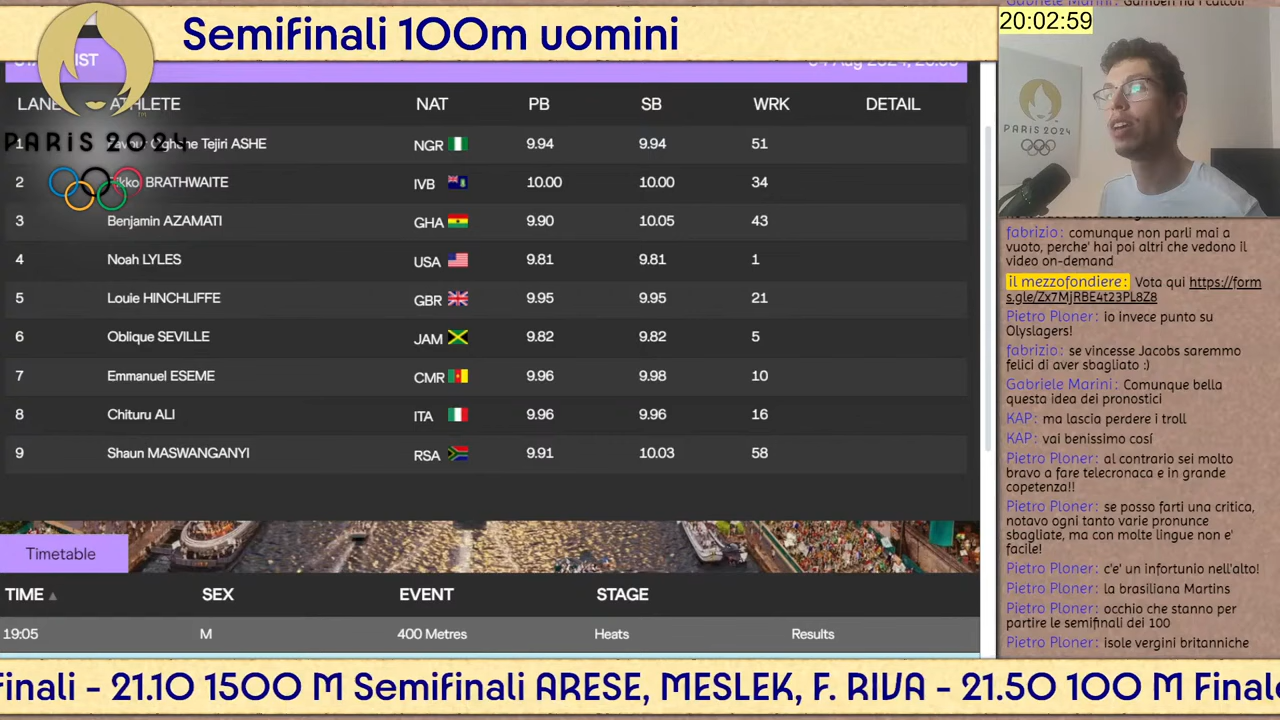 Semifinali 100m uomini
20:02:59
PARIS 2024
LANE ATHLETE NAT PB SB WRK DETAIL
1 Oghene Tejiri ASHE NGR 9.94 9.94 51
2 BRATHWAITE IVB 10.00 10.00 34
3 Benjamin AZAMATI GHA 9.90 10.05 43
4 Noah LYLES USA 9.81 9.81 1
5 Louie HINCHLIFFE GBR 9.95 9.95 21
6 Oblique SEVILLE JAM 9.82 9.82 5
7 Emmanuel ESEME CMR 9.96 9.98 10
8 Chituru ALI ITA 9.96 9.96 16
9 Shaun MASWANGANYI RSA 9.91 10.03 58
Timetable
TIME SEX EVENT STAGE
19:05 M 400 Metres Heats Results
PARIS 2024
fabrizio: comunque non parli mai a
vuoto, perche' hai poi altri che vedono il
video on-demand
il mezzofondiere: Vota qui https://form
s.gle/Zx7MjRBE4t23PL8Z8
Pietro Ploner: io invece punto su
Olyslagers!
fabrizio: se vincesse Jacobs saremmo
felici di aver sbagliato :)
Gabriele Marini: Comunque bella
questa idea dei pronostici
KAP: ma lascia perdere i troll
KAP: vai benissimo cosí
Pietro Ploner: al contrario sei molto
bravo a fare telecronaca e in grande
copetenza!!
Pietro Ploner: se posso farti una critica,
notavo ogni tanto varie pronunce
sbagliate, ma con molte lingue non e'
facile!
Pietro Ploner: c'e' un infortunio nell'alto!
Pietro Ploner: la brasiliana Martins
Pietro Ploner: occhio che stanno per
partire le semifinali dei 100
Pietro Ploner: isole vergini britanniche
finali - 21.10 1500 M Semifinali ARESE, MESLEK, F. RIVA - 21.50 100 M Finale